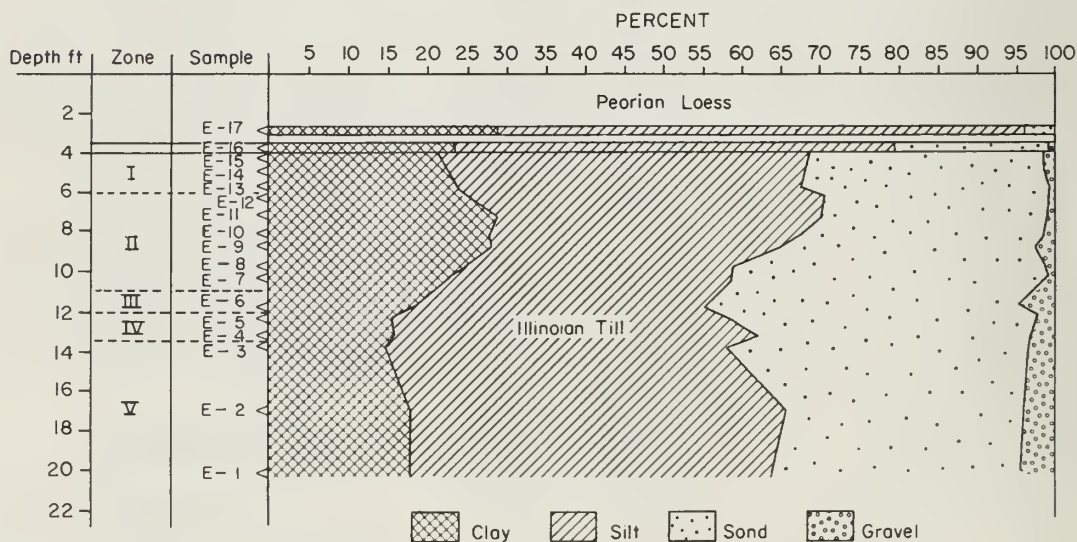 PERCENT
Depth ft Zone Sample 5 10 15 20 25 30 35 40 45 50 55 60 65 70 75 80 85 90 95 100
Peorian Loess
2
E-17
E-16
4
E-15
I
E-14
E-13
6
E-12
E-11
E-10
8
II
E-9
E-8
10
E-7
III
E-6
12
E-5
Illinoian Till
IV
E-4
E-3
14
16
V
E-2
18
20
E-1
22
Clay Silt Sond Gravel